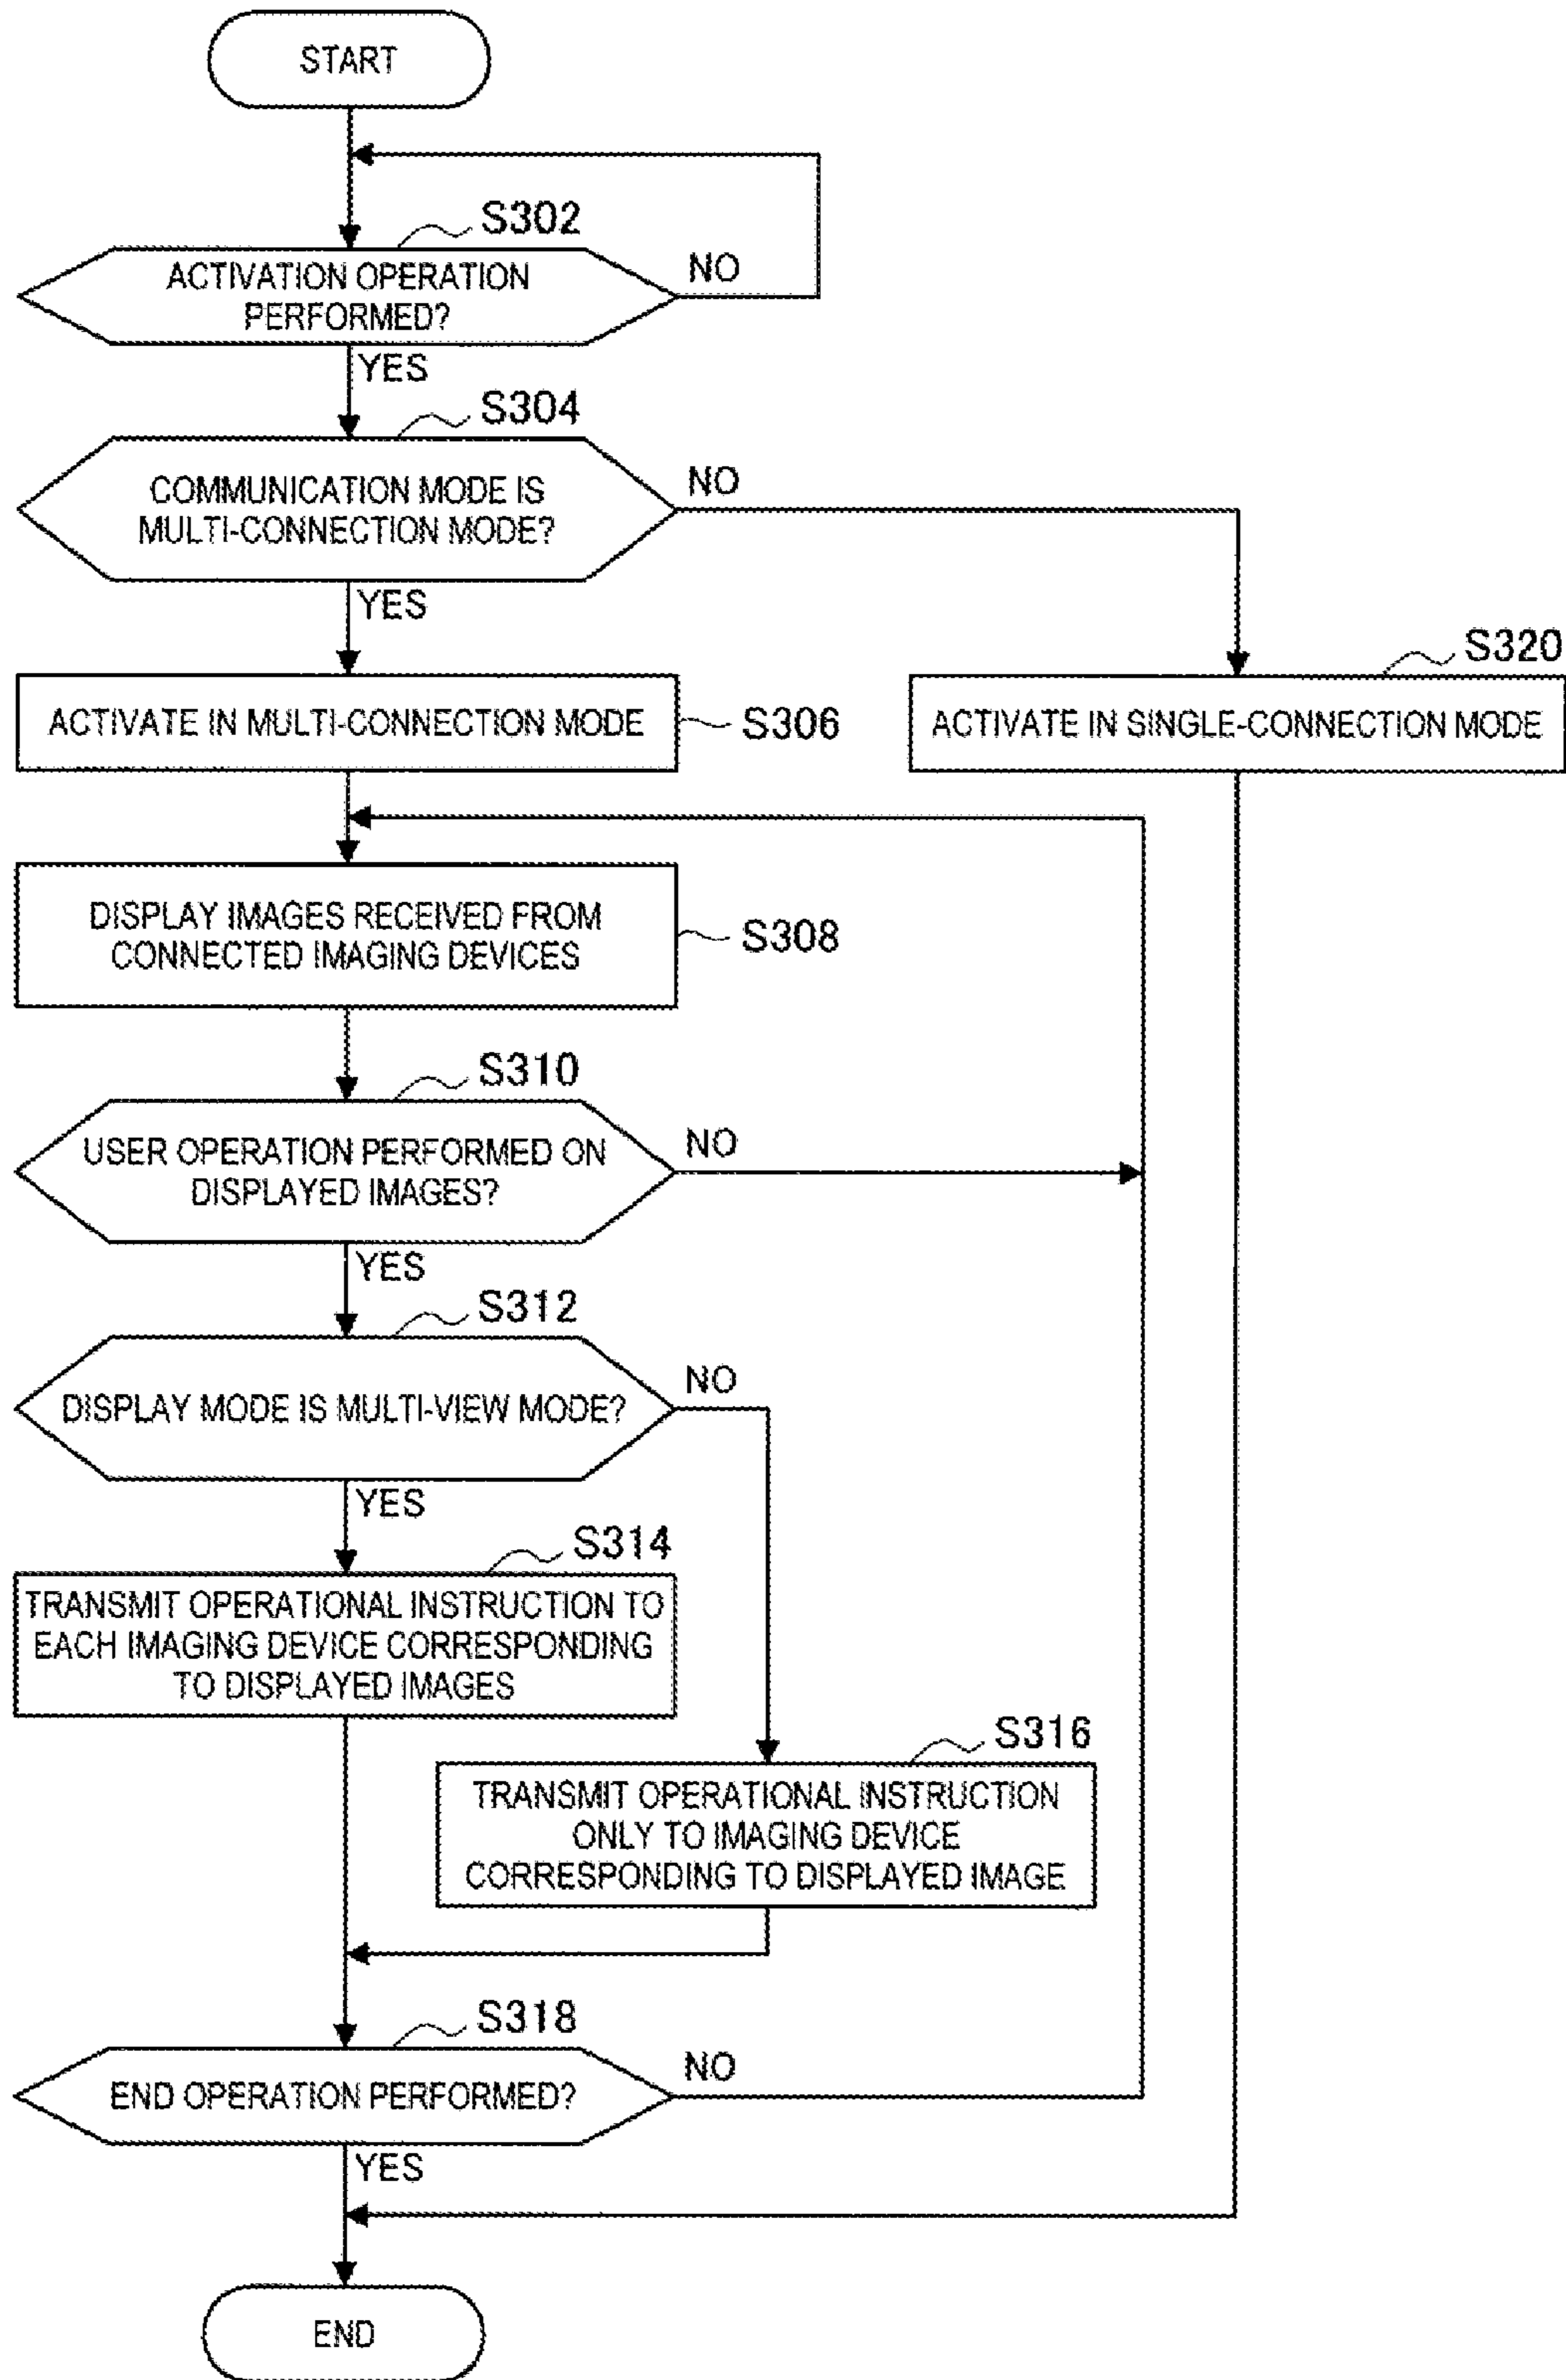 START
S302
ACTIVATION OPERATION
PERFORMED?
NO
YES
S304
COMMUNICATION MODE IS
MULTI-CONNECTION MODE?
NO
YES
S320
ACTIVATE IN MULTI-CONNECTION MODE
S306
ACTIVATE IN SINGLE-CONNECTION MODE
DISPLAY IMAGES RECEIVED FROM
CONNECTED IMAGING DEVICES
S308
S310
USER OPERATION PERFORMED ON
DISPLAYED IMAGES?
NO
YES
S312
DISPLAY MODE IS MULTI-VIEW MODE?
NO
YES
S314
TRANSMIT OPERATIONAL INSTRUCTION TO
EACH IMAGING DEVICE CORRESPONDING
TO DISPLAYED IMAGES
S316
TRANSMIT OPERATIONAL INSTRUCTION
ONLY TO IMAGING DEVICE
CORRESPONDING TO DISPLAYED IMAGE
S318
END OPERATION PERFORMED?
NO
YES
END